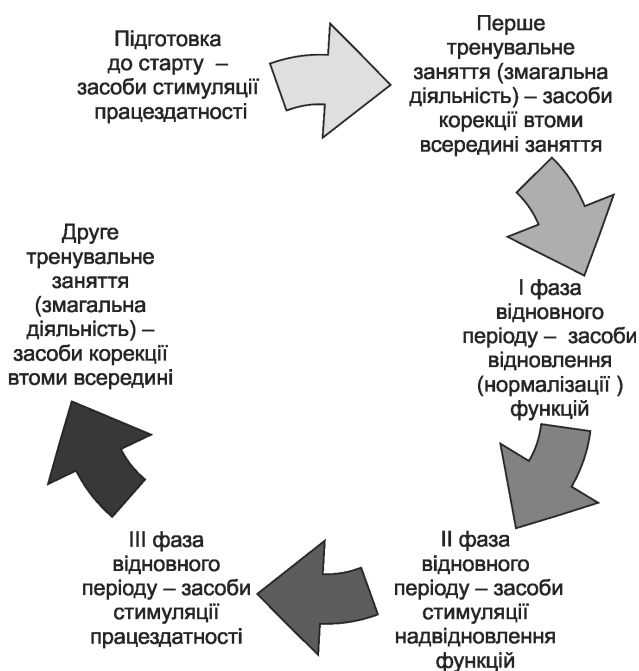 Підготовка
до старту –
засоби стимуляції
працездатності
Перше
тренувальне
заняття (змагальна
діяльність) – засоби
корекції втоми
всередині заняття
І фаза
відновного
періоду – засоби
відновлення
(нормалізації )
функцій
ІІ фаза
відновного
періоду – засоби
стимуляції
надвідновлення
функцій
ІІІ фаза
відновного
періоду – засоби
стимуляції
працездатності
Друге
тренувальне
заняття
(змагальна
діяльність) –
засоби корекції
втоми всередині